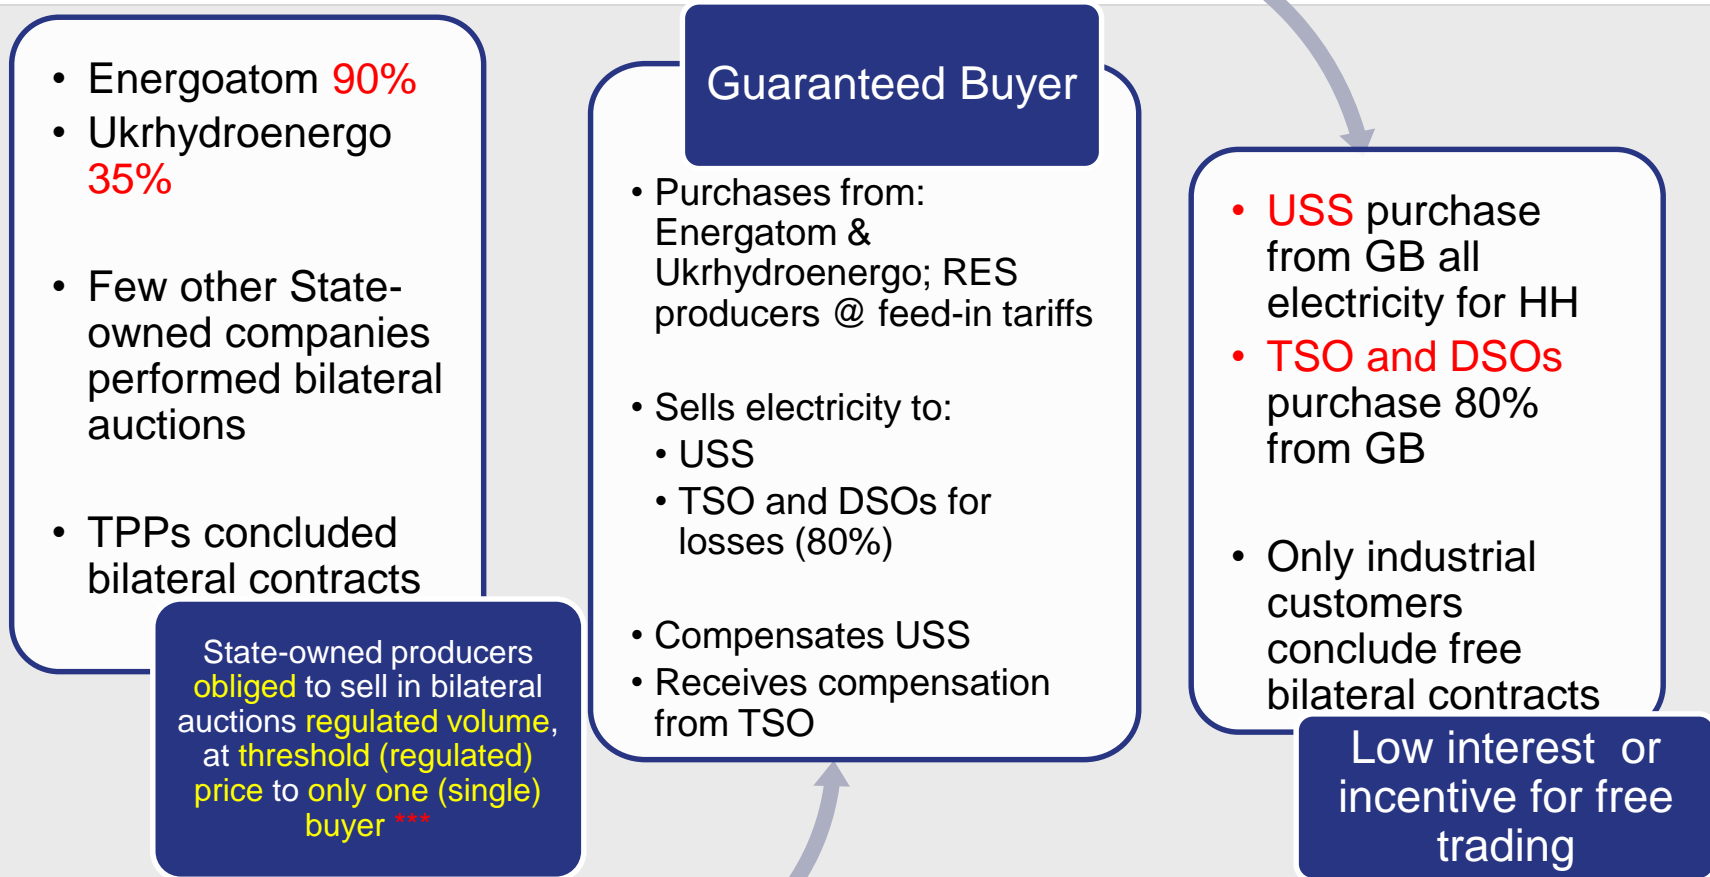 • Energoatom 90%
• Ukrhydroenergo
35%
• Few other State-
owned companies
performed bilateral
auctions
• TPPs concluded
bilateral contracts
State-owned producers
obliged to sell in bilateral
auctions regulated volume,
at threshold (regulated)
price to only one (single)
buyer ***
Guaranteed Buyer
• Purchases from:
Energatom &
Ukrhydroenergo; RES
producers @ feed-in tariffs
• Sells electricity to:
• USS
• TSO and DSOs for
losses (80%)
• Compensates USS
• Receives compensation
from TSO
• USS purchase
from GB all
electricity for HH
• TSO and DSOs
purchase 80%
from GB
• Only industrial
customers
conclude free
bilateral contracts
Low interest or
incentive for free
trading